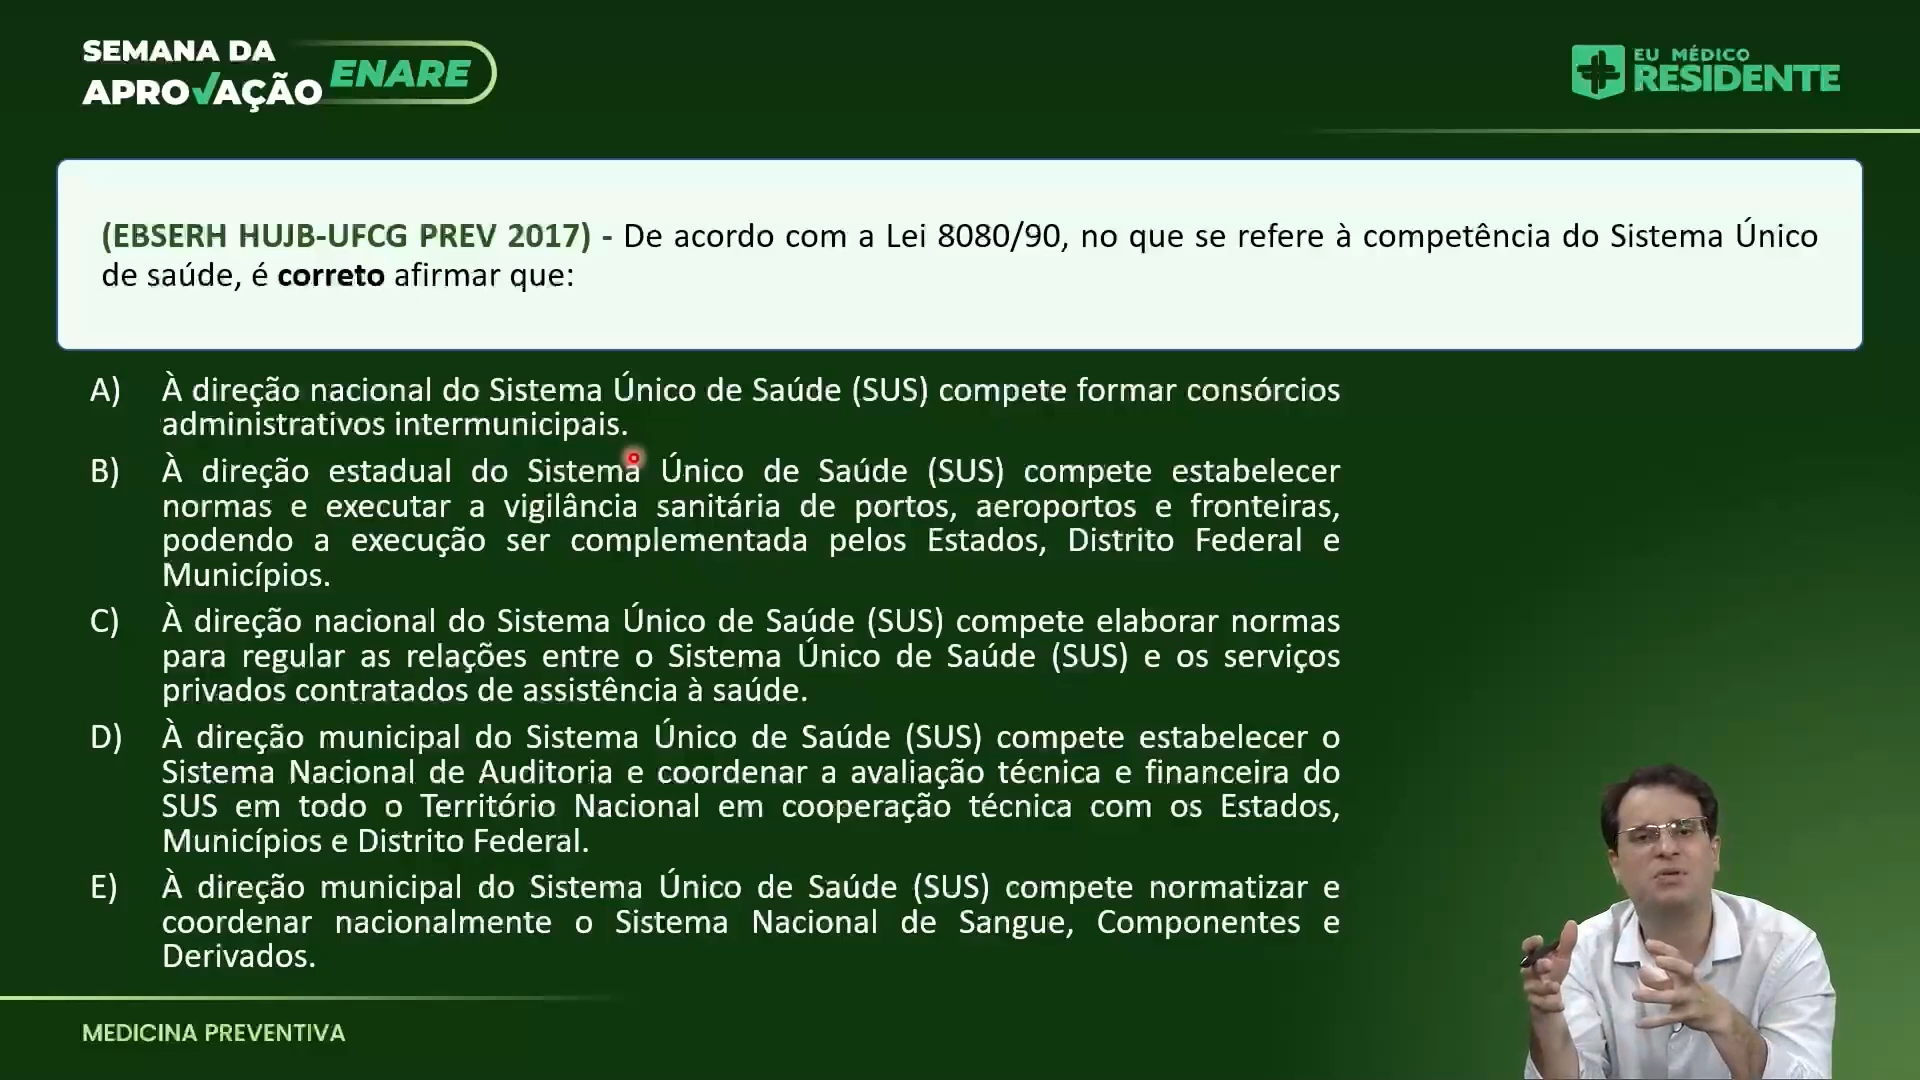 SEMANA DA
APROVAÇÃO ENARE
EU MÉDICO
RESIDENTE
(EBSERH HUJB-UFCG PREV 2017) - De acordo com a Lei 8080/90, no que se refere à competência do Sistema Único
de saúde, é correto afirmar que:
A) À direção nacional do Sistema Único de Saúde (SUS) compete formar consórcios
administrativos intermunicipais.
B) À direção estadual do Sistema Único de Saúde (SUS) compete estabelecer
normas e executar a vigilância sanitária de portos, aeroportos e fronteiras,
podendo a execução ser complementada pelos Estados, Distrito Federal e
Municípios.
C) À direção nacional do Sistema Único de Saúde (SUS) compete elaborar normas
para regular as relações entre o Sistema Único de Saúde (SUS) e os serviços
privados contratados de assistência à saúde.
D) À direção municipal do Sistema Único de Saúde (SUS) compete estabelecer o
Sistema Nacional de Auditoria e coordenar a avaliação técnica e financeira do
SUS em todo o Território Nacional em cooperação técnica com os Estados,
Municípios e Distrito Federal.
E) À direção municipal do Sistema Único de Saúde (SUS) compete normatizar e
coordenar nacionalmente o Sistema Nacional de Sangue, Componentes e
Derivados.
MEDICINA PREVENTIVA